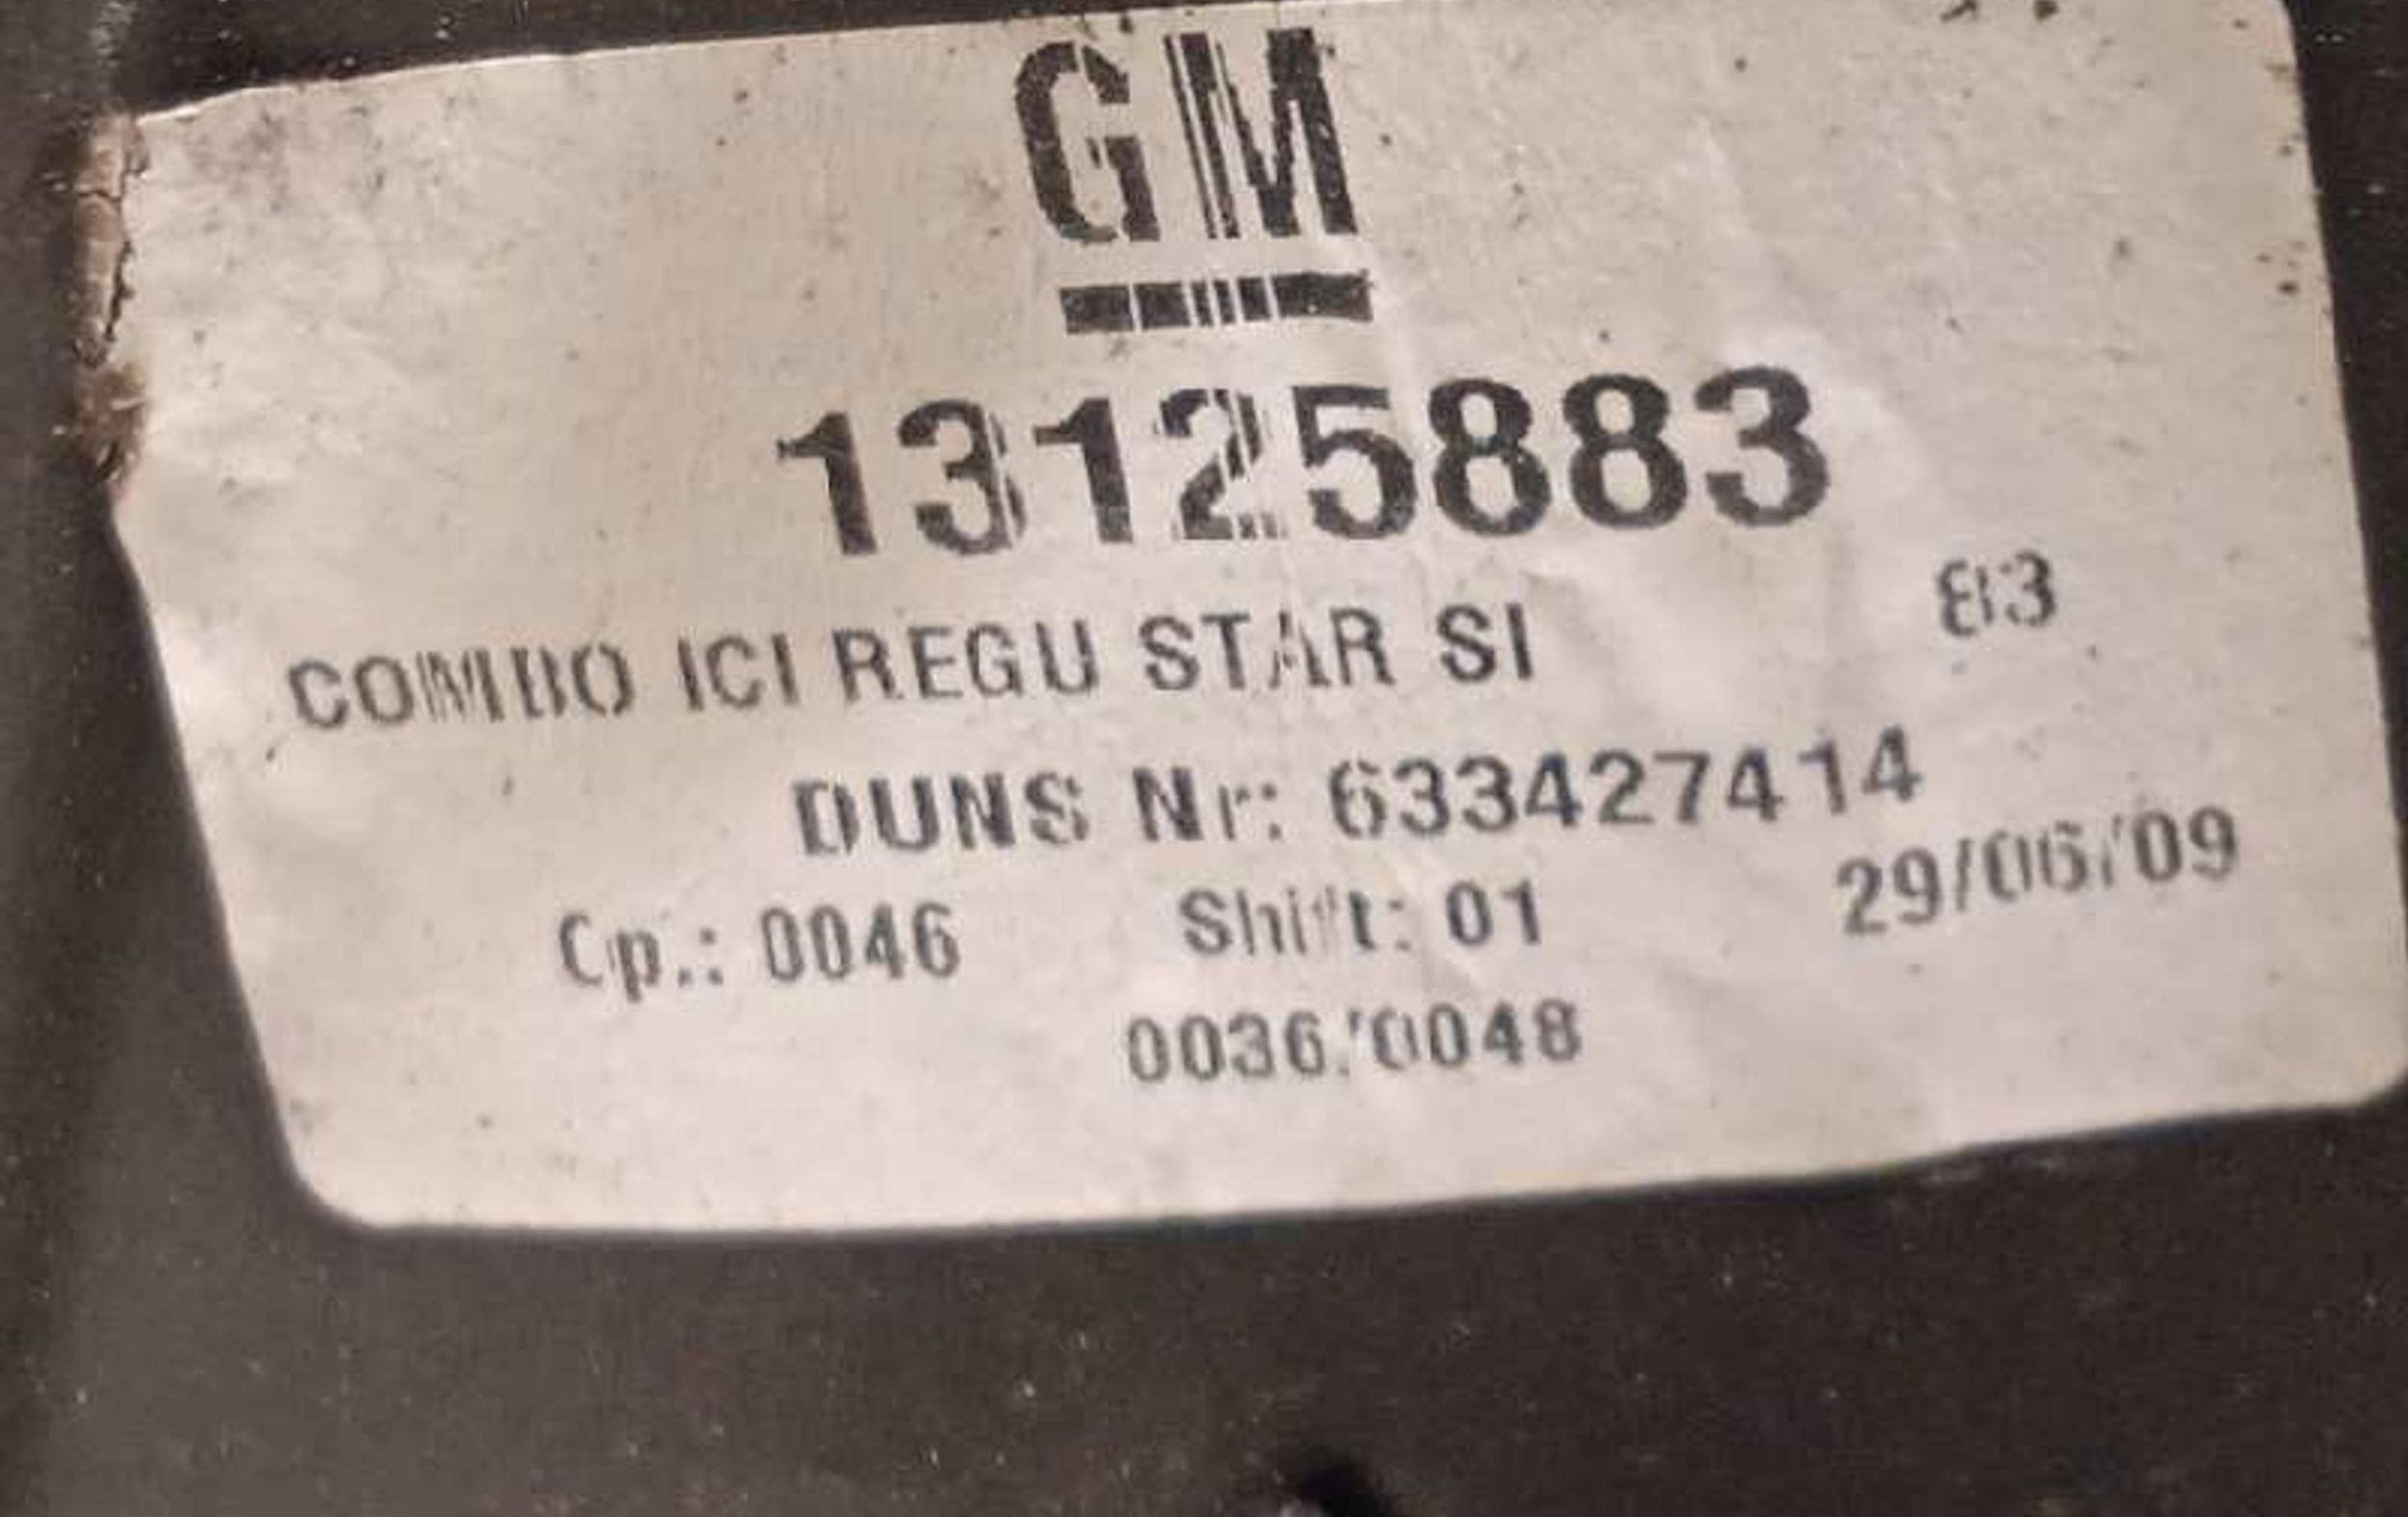 GM
13125883
COMBO ICI REGU STAR SI 83
DUNS Nr: 633427414
Cp.: 0046 Shift: 01 29/06/09
0036/0048